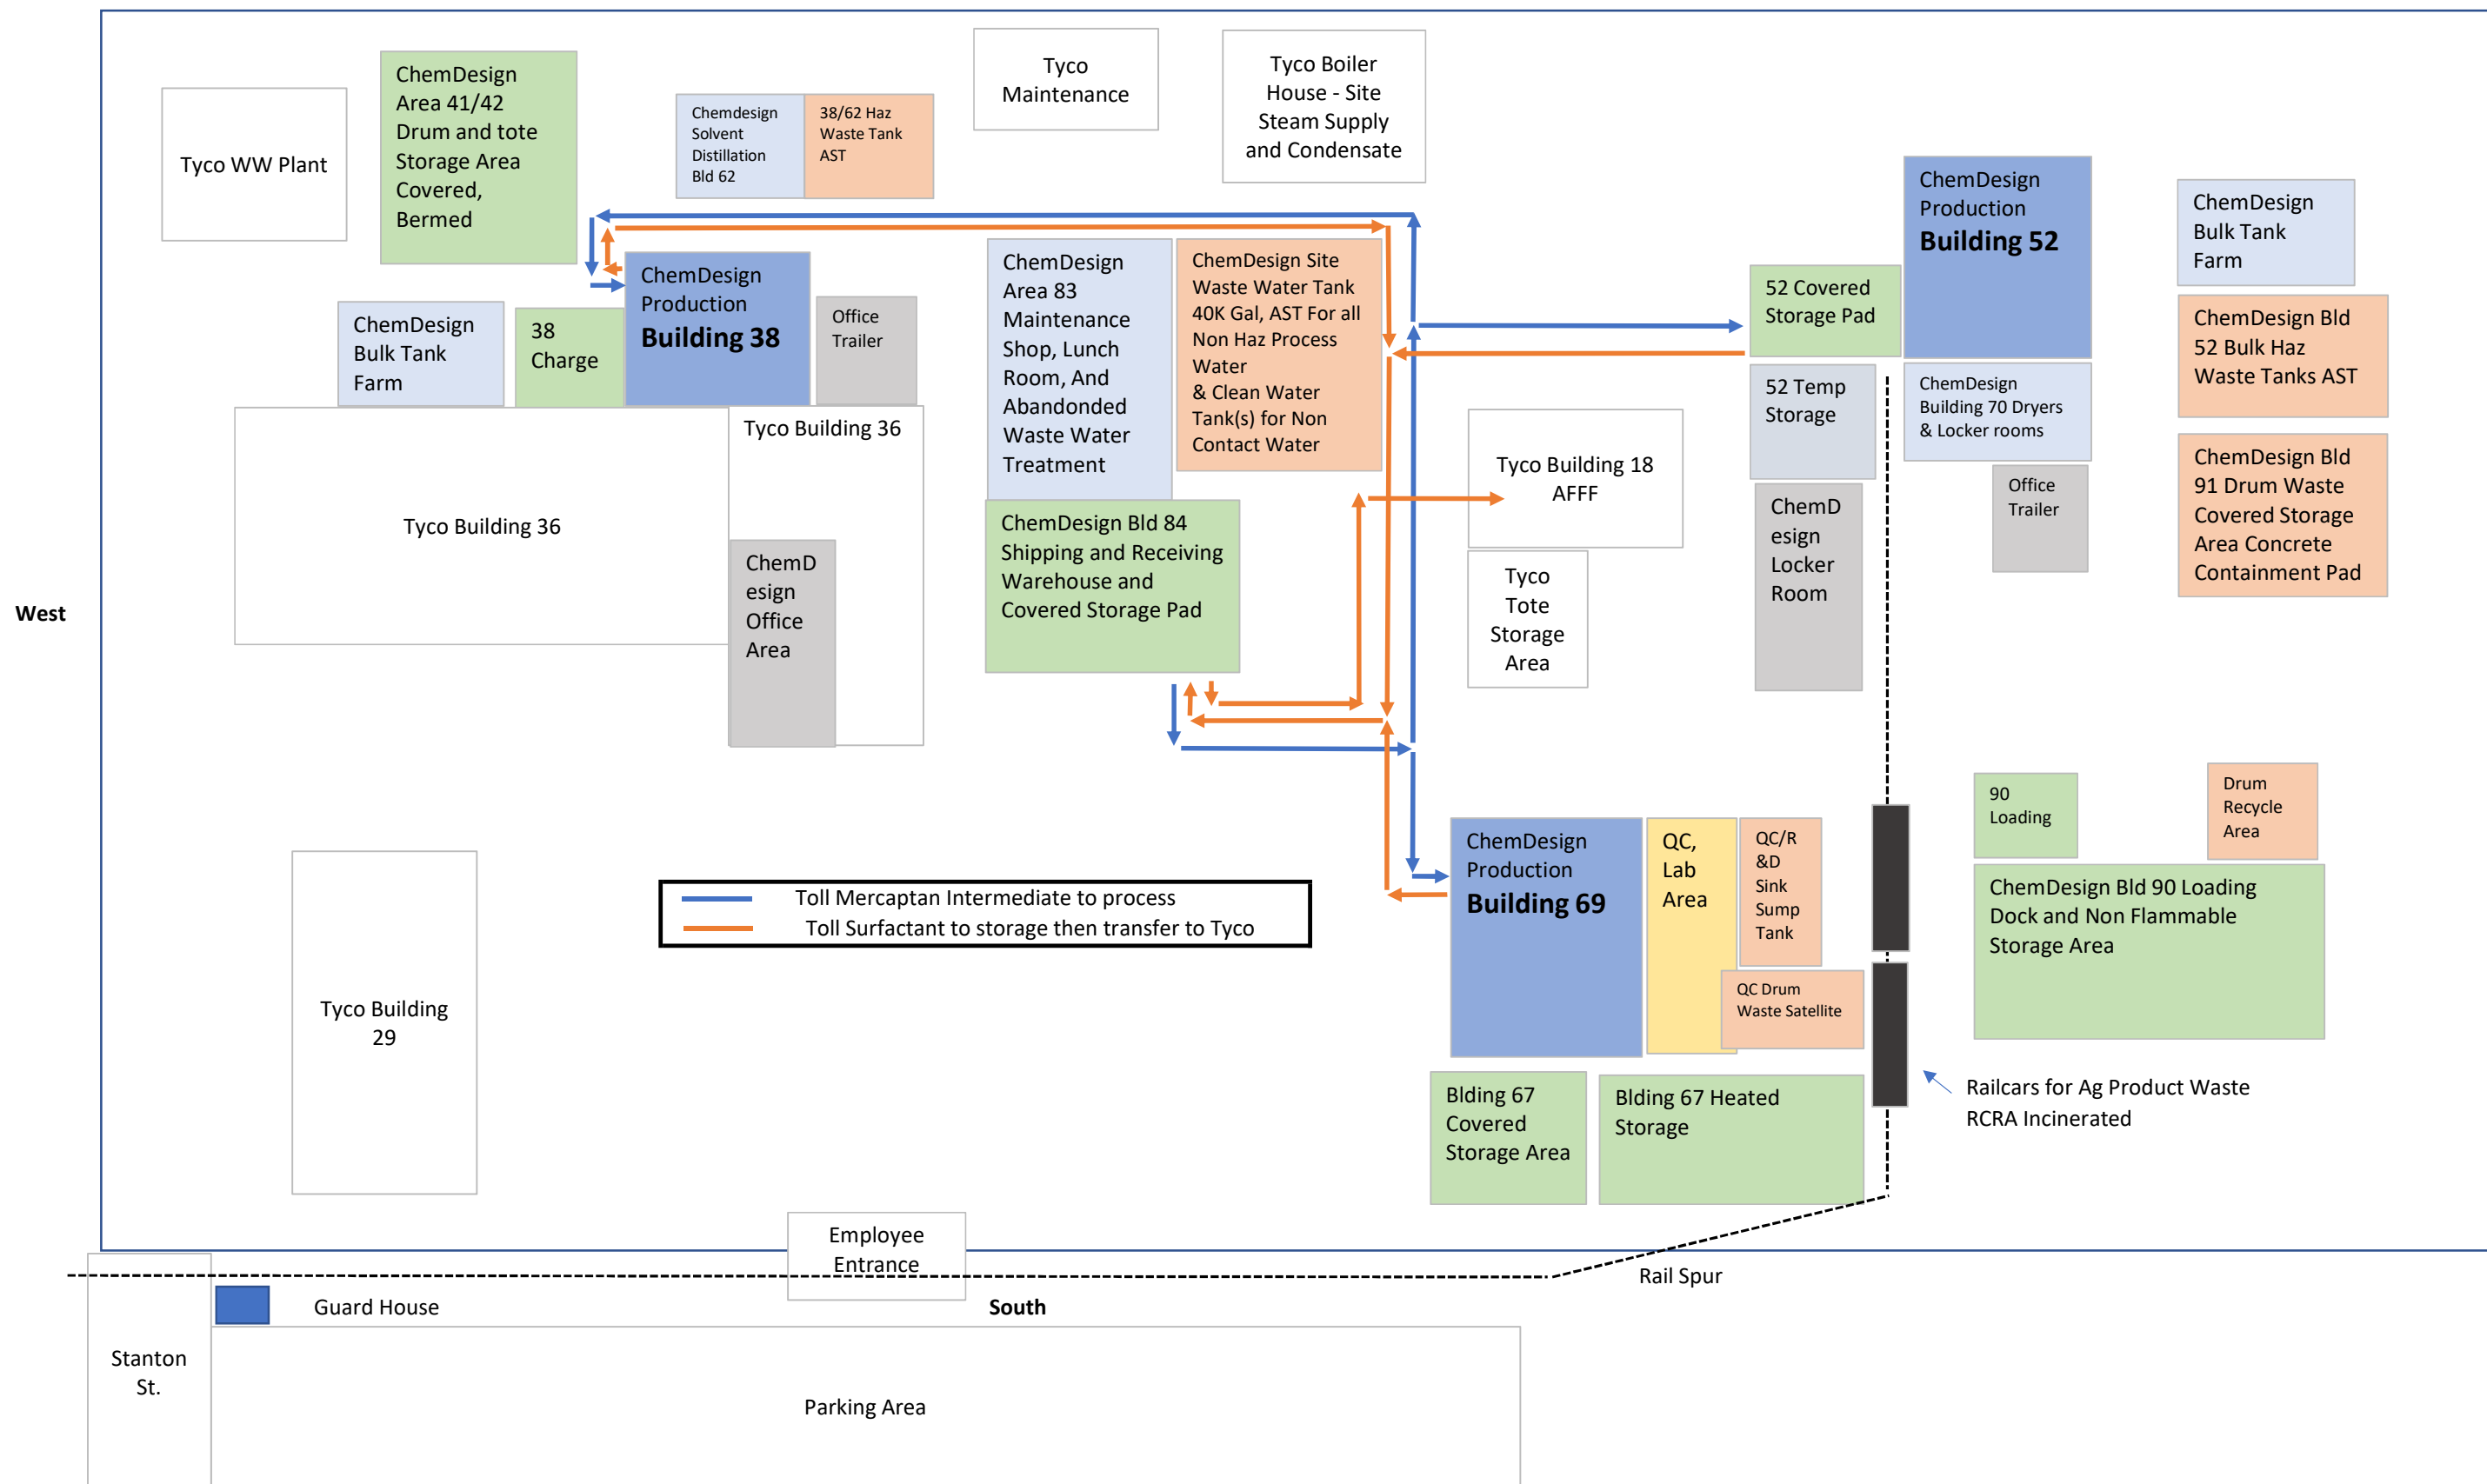 Tyco WW Plant
ChemDesign
Area 41/42
Drum and tote
Storage Area
Covered,
Bermed
Chemdesign
Solvent
Distillation
Bld 62
38/62 Haz
Waste Tank
AST
Tyco
Maintenance
Tyco Boiler
House - Site
Steam Supply
and Condensate
ChemDesign
Production
Building 52
ChemDesign
Bulk Tank
Farm
ChemDesign
Bulk Tank
Farm
38
Charge
ChemDesign
Production
Building 38
Office
Trailer
ChemDesign
Area 83
Maintenance
Shop, Lunch
Room, And
Abandonded
Waste Water
Treatment
ChemDesign Site
Waste Water Tank
40K Gal, AST For all
Non Haz Process
Water
& Clean Water
Tank(s) for Non
Contact Water
52 Covered
Storage Pad
ChemDesign Bld
52 Bulk Haz
Waste Tanks AST
52 Temp
Storage
ChemDesign
Building 70 Dryers
& Locker rooms
Tyco Building 36
Tyco Building 36
ChemD
esign
Office
Area
ChemDesign Bld 84
Shipping and Receiving
Warehouse and
Covered Storage Pad
Tyco Building 18
AFFF
Tyco
Tote
Storage
Area
ChemD
esign
Locker
Room
Office
Trailer
ChemDesign Bld
91 Drum Waste
Covered Storage
Area Concrete
Containment Pad
West
Tyco Building
29
Toll Mercaptan Intermediate to process
Toll Surfactant to storage then transfer to Tyco
ChemDesign
Production
Building 69
QC,
Lab
Area
QC/R
&D
Sink
Sump
Tank
QC Drum
Waste Satellite
90
Loading
Drum
Recycle
Area
ChemDesign Bld 90 Loading
Dock and Non Flammable
Storage Area
Blding 67
Covered
Storage Area
Blding 67 Heated
Storage
Railcars for Ag Product Waste
RCRA Incinerated
Employee
Entrance
Rail Spur
Guard House
South
Stanton
St.
Parking Area